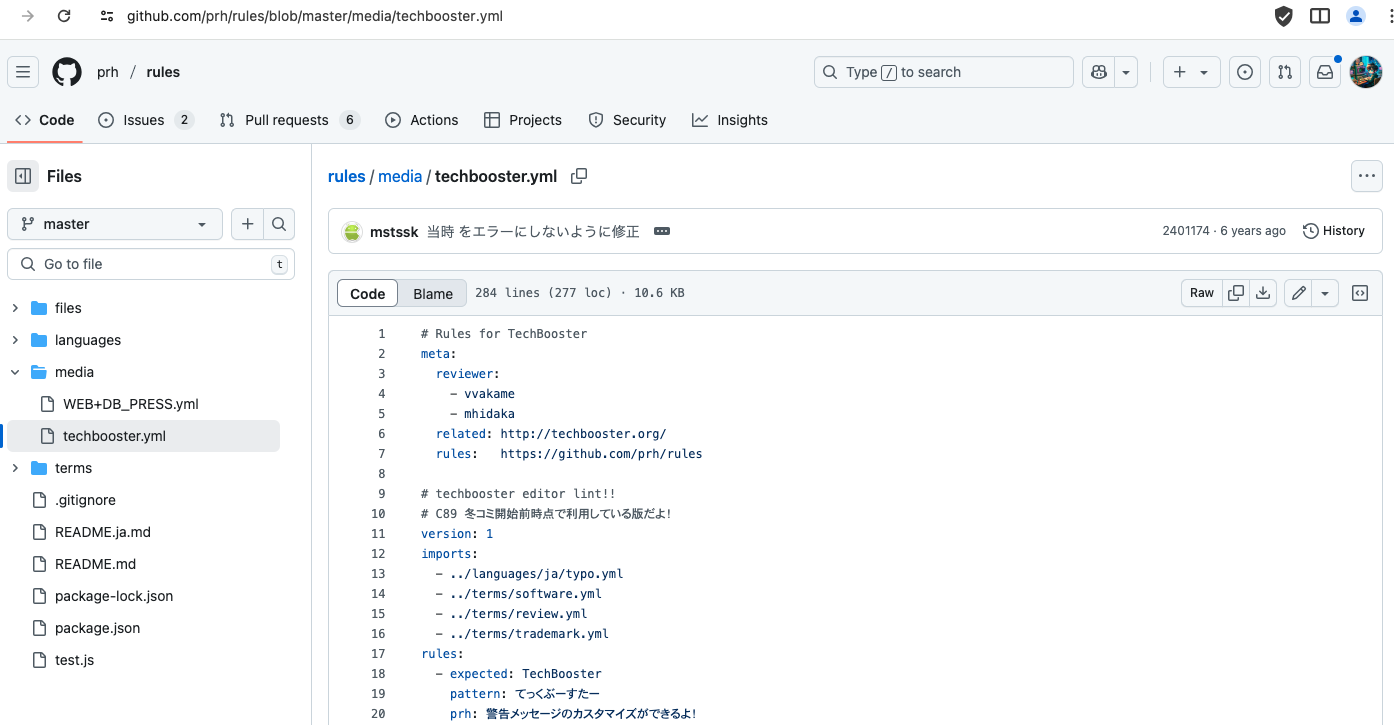 github.com/prh/rules/blob/master/media/techbooster.yml
prh / rules
Type / to search
Code Issues 2 Pull requests 6 Actions Projects Security Insights
Files
master
Go to file t
files
languages
media
WEB+DB_PRESS.yml
techbooster.yml
terms
.gitignore
README.ja.md
README.md
package-lock.json
package.json
test.js
rules / media / techbooster.yml
mstssk 当時 をエラーにしないように修正 2401174 · 6 years ago History
Code Blame 284 lines (277 loc) · 10.6 KB Raw
1 # Rules for TechBooster
2 meta:
3   reviewer:
4     - vvakame
5     - mhidaka
6   related: http://techbooster.org/
7   rules:   https://github.com/prh/rules
8
9 # techbooster editor lint!!
10 # C89 冬コミ開始前時点で利用している版だよ!
11 version: 1
12 imports:
13   - ../languages/ja/typo.yml
14   - ../terms/software.yml
15   - ../terms/review.yml
16   - ../terms/trademark.yml
17 rules:
18   - expected: TechBooster
19     pattern: てっくぶーすたー
20     prh: 警告メッセージのカスタマイズができるよ!